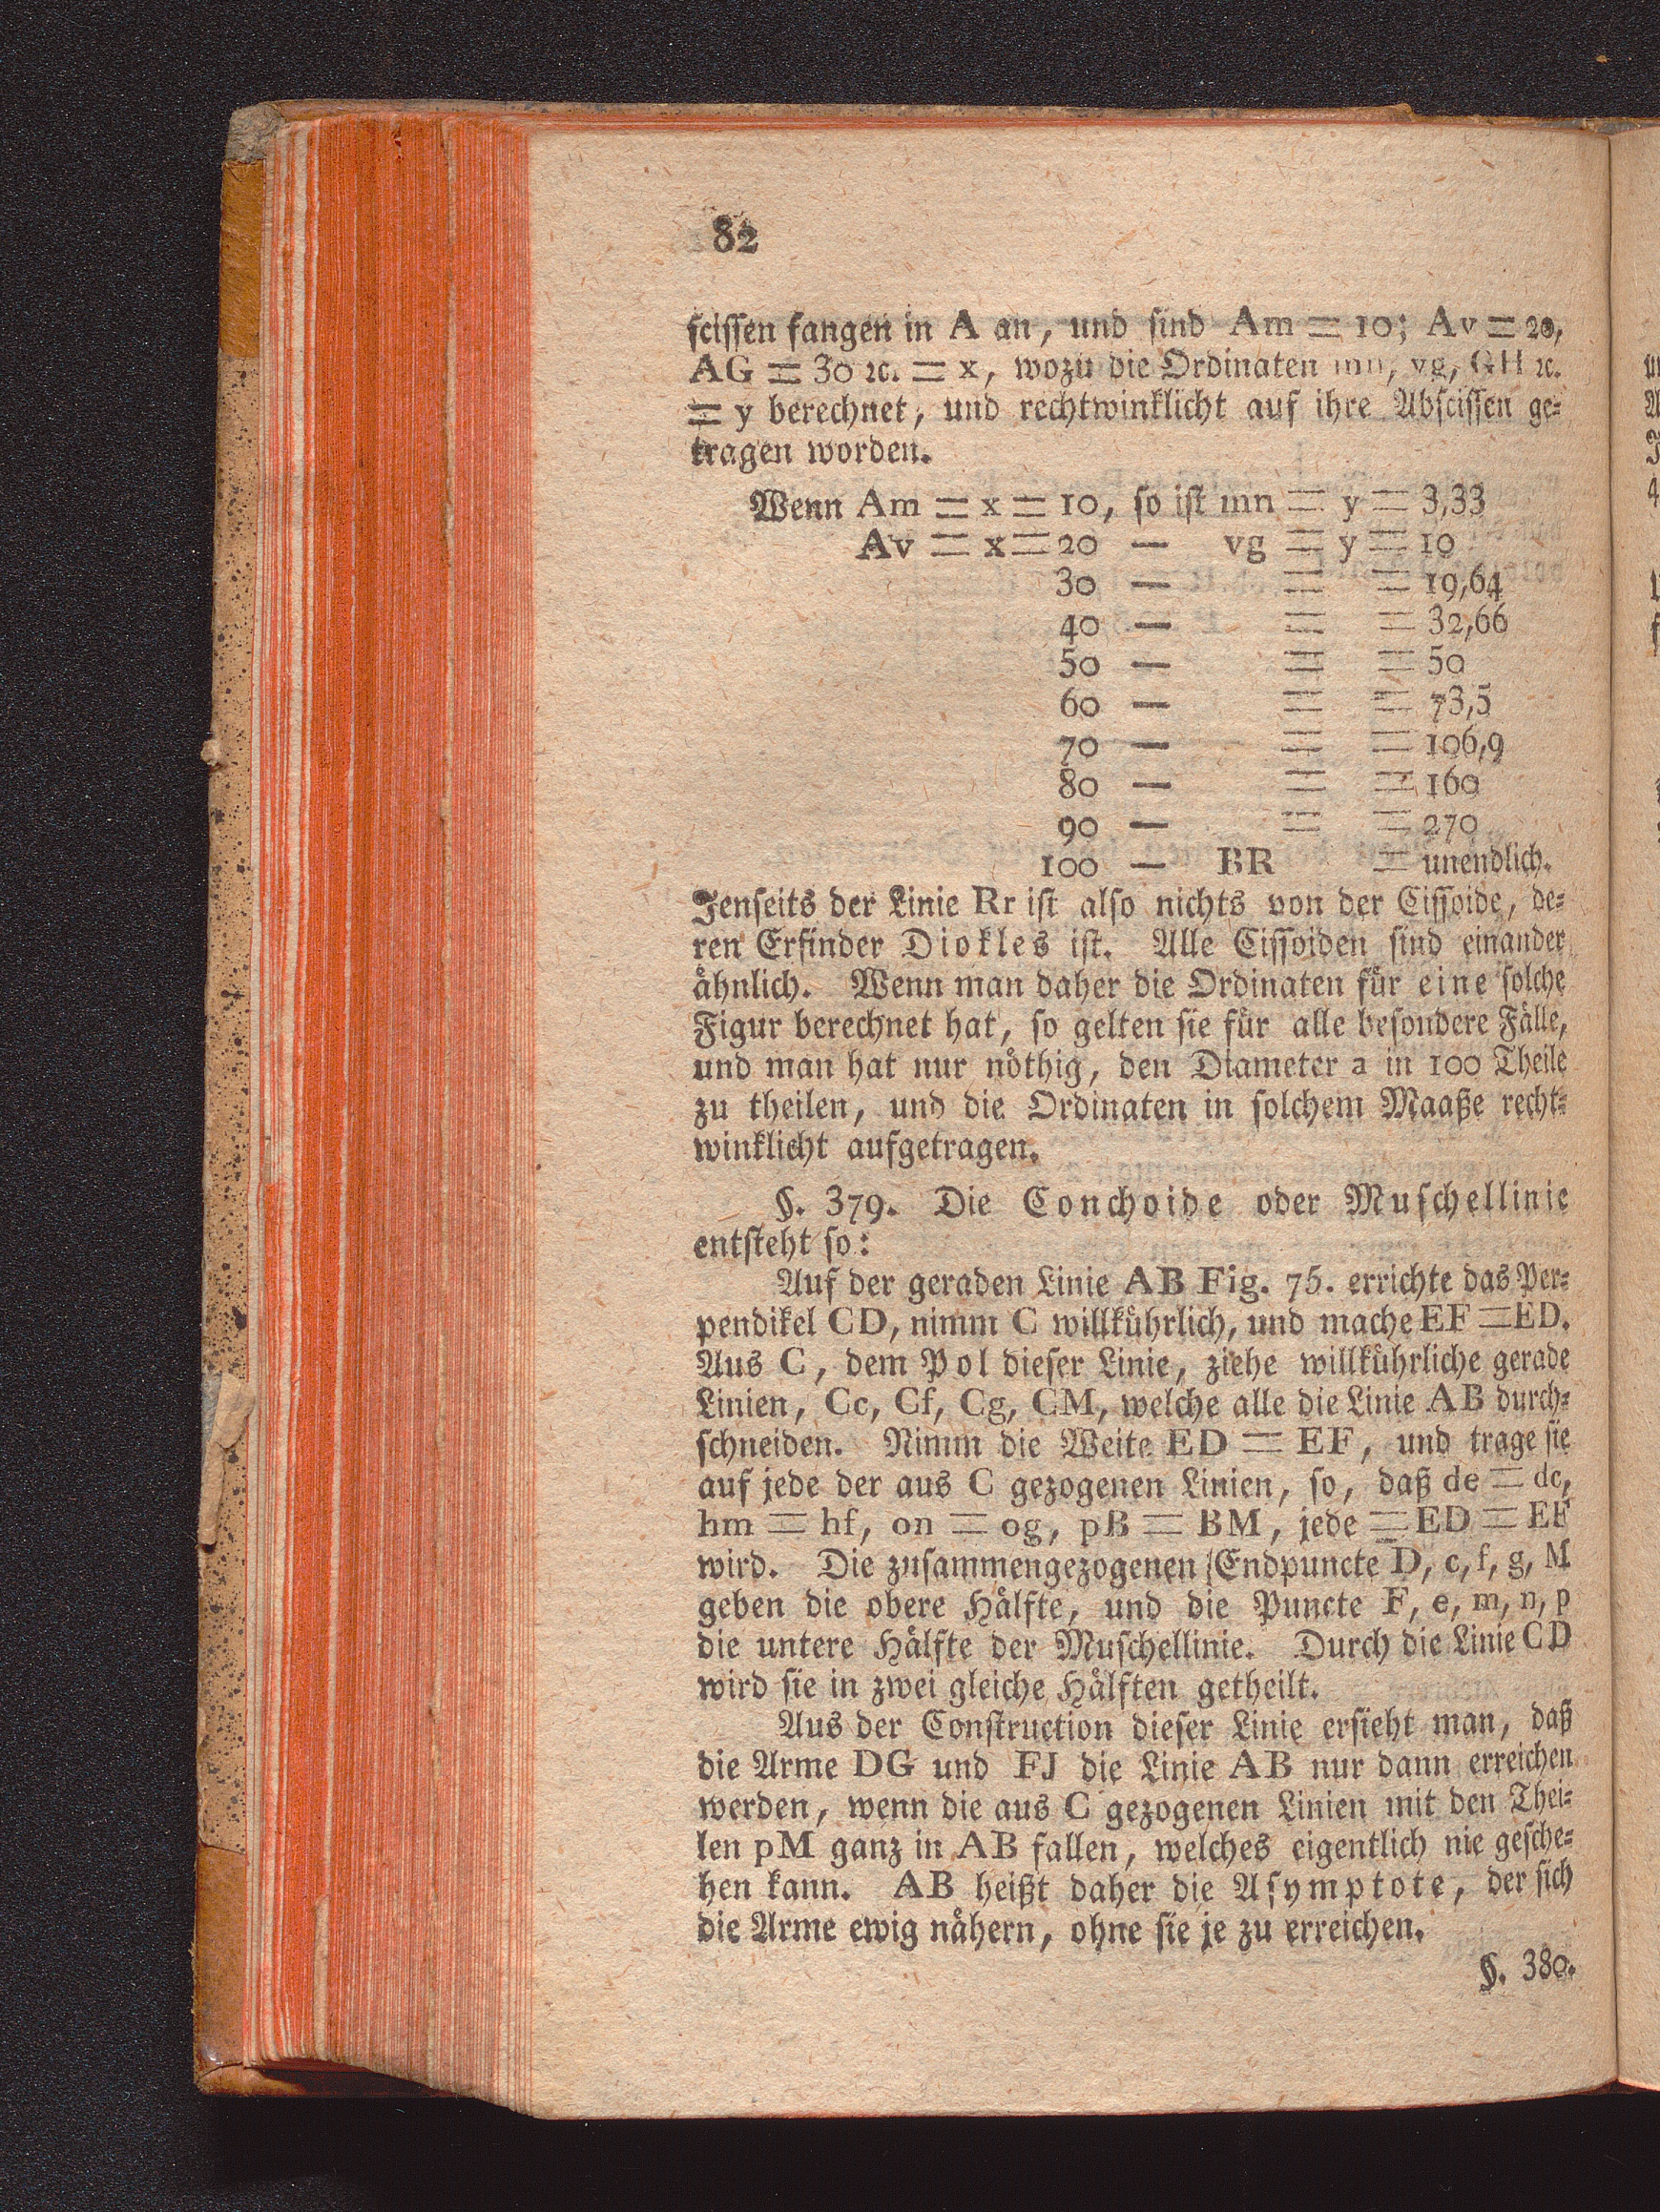 82
scissen fangen in A an, und sind Am = 10; Av = 20,
AG = 30 ꝛc. = x, wozu die Ordinaten mn, vg, GH ꝛc.
= y berechnet, und rechtwinklicht auf ihre Abscissen ge-
tragen worden.
Wenn Am = x = 10, so ist mn = y = 3,33
Av = x = 20 — vg = y = 10
30 — = = 19,64
40 — = = 32,66
50 — = = 50
60 — = = 73,5
70 — = = 106,9
80 — = = 160
90 — = = 270
100 — BR = unendlich.
Jenseits der Linie Rr ist also nichts von der Cissoide, de-
ren Erfinder Diokles ist. Alle Cissoiden sind einander
ähnlich. Wenn man daher die Ordinaten für eine solche
Figur berechnet hat, so gelten sie für alle besondere Fälle,
und man hat nur nöthig, den Diameter a in 100 Theile
zu theilen, und die Ordinaten in solchem Maaße recht-
winklicht aufgetragen.
§. 379. Die Conchoide oder Muschellinie
entsteht so:
Auf der geraden Linie AB Fig. 75. errichte das Per-
pendikel CD, nimm C willkührlich, und mache EF = ED.
Aus C, dem Pol dieser Linie, ziehe willkührliche gerade
Linien, Cc, Cf, Cg, CM, welche alle die Linie AB durch-
schneiden. Nimm die Weite ED = EF, und trage sie
auf jede der aus C gezogenen Linien, so, daß de = dc,
hm = hf, on = og, pB = BM, jede = ED = EF
wird. Die zusammengezogenen Endpuncte D, c, f, g, M
geben die obere Hälfte, und die Puncte F, e, m, n, p
die untere Hälfte der Muschellinie. Durch die Linie CD
wird sie in zwei gleiche Hälften getheilt.
Aus der Construction dieser Linie ersieht man, daß
die Arme DG und FJ die Linie AB nur dann erreichen
werden, wenn die aus C gezogenen Linien mit den Thei-
len pM ganz in AB fallen, welches eigentlich nie gesche-
hen kann. AB heißt daher die Asymptote, der sich
die Arme ewig nähern, ohne sie je zu erreichen.
§. 380.